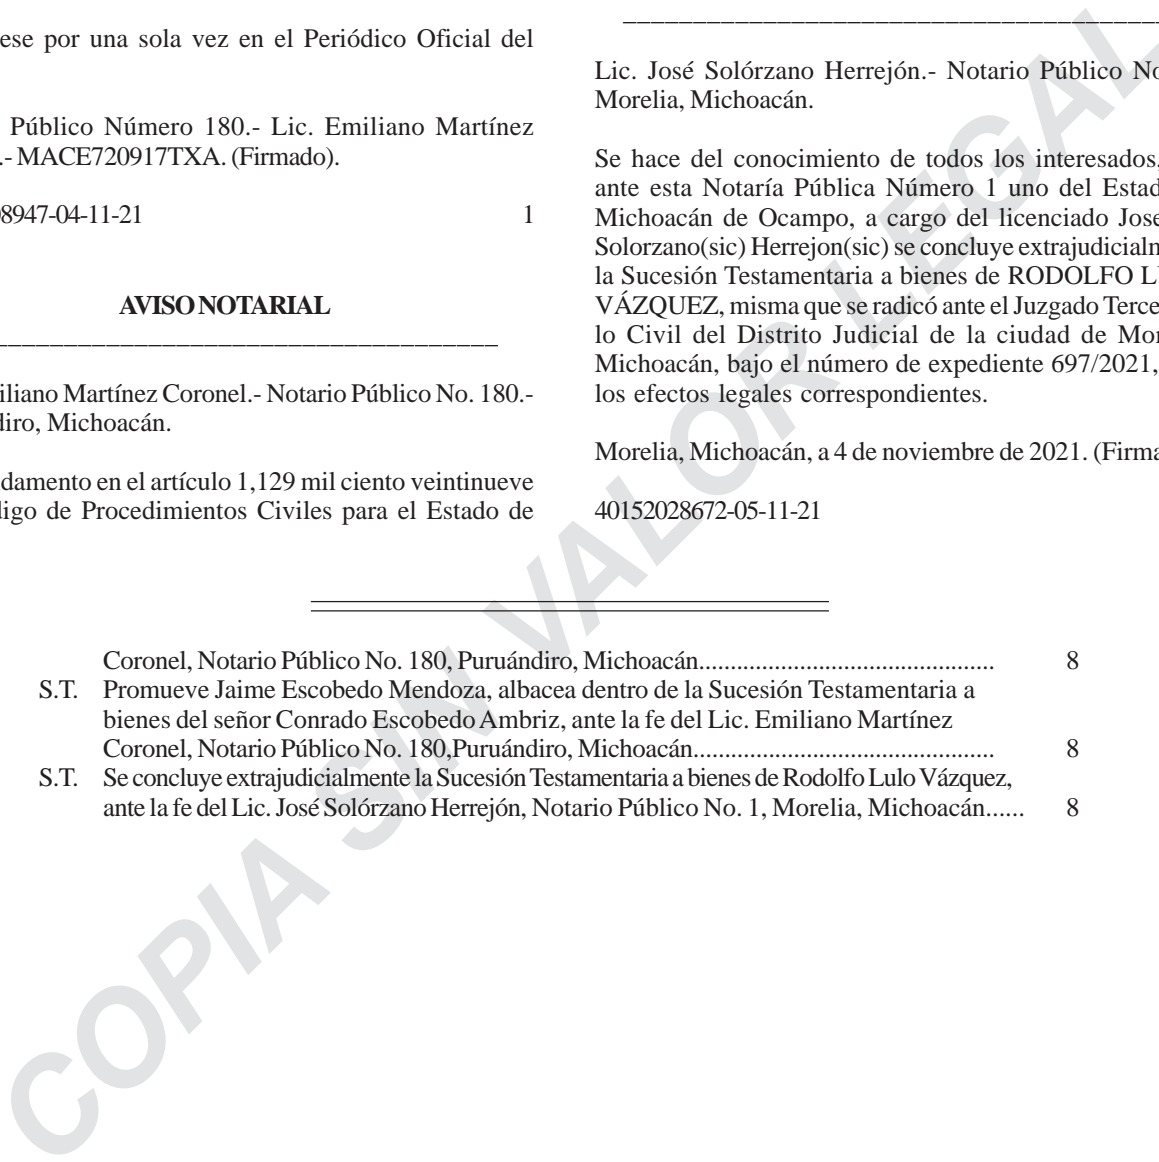 ese por una sola vez en el Periódico Oficial del
Público Número 180.- Lic. Emiliano Martínez
.- MACE720917TXA. (Firmado).
8947-04-11-21 1
AVISO NOTARIAL
iliano Martínez Coronel.- Notario Público No. 180.-
diro, Michoacán.
damento en el artículo 1,129 mil ciento veintinueve
digo de Procedimientos Civiles para el Estado de
Lic. José Solórzano Herrejón.- Notario Público No
Morelia, Michoacán.
Se hace del conocimiento de todos los interesados,
ante esta Notaría Pública Número 1 uno del Estad
Michoacán de Ocampo, a cargo del licenciado Jose
Solorzano(sic) Herrejon(sic) se concluye extrajudicialm
la Sucesión Testamentaria a bienes de RODOLFO L
VÁZQUEZ, misma que se radicó ante el Juzgado Terce
lo Civil del Distrito Judicial de la ciudad de Mor
Michoacán, bajo el número de expediente 697/2021,
los efectos legales correspondientes.
Morelia, Michoacán, a 4 de noviembre de 2021. (Firma
40152028672-05-11-21
Coronel, Notario Público No. 180, Puruándiro, Michoacán............................................... 8
S.T. Promueve Jaime Escobedo Mendoza, albacea dentro de la Sucesión Testamentaria a
bienes del señor Conrado Escobedo Ambriz, ante la fe del Lic. Emiliano Martínez
Coronel, Notario Público No. 180,Puruándiro, Michoacán................................................ 8
S.T. Se concluye extrajudicialmente la Sucesión Testamentaria a bienes de Rodolfo Lulo Vázquez,
ante la fe del Lic. José Solórzano Herrejón, Notario Público No. 1, Morelia, Michoacán...... 8
COPIA SIN VALOR LEGAL